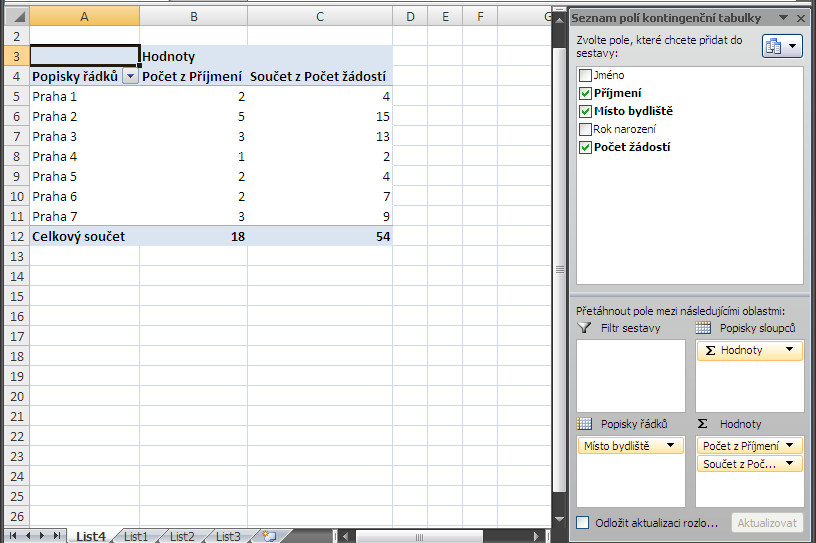 A B C D E F G
2
3 Hodnoty
4 Popisky řádků Počet z Příjmení Součet z Počet žádostí
5 Praha 1 2 4
6 Praha 2 5 15
7 Praha 3 3 13
8 Praha 4 1 2
9 Praha 5 2 4
10 Praha 6 2 7
11 Praha 7 3 9
12 Celkový součet 18 54
13
14
15
16
17
18
19
20
21
22
23
24
25
26
List4 List1 List2 List3
Seznam polí kontingenční tabulky
Zvolte pole, které chcete přidat do
sestavy:
Jméno
Příjmení
Místo bydliště
Rok narození
Počet žádostí
Přetáhnout pole mezi následujícími oblastmi:
Filtr sestavy Popisky sloupců
Σ Hodnoty
Popisky řádků Σ Hodnoty
Místo bydliště Počet z Příjmení
Součet z Poč...
Odložit aktualizaci rozlo... Aktualizovat